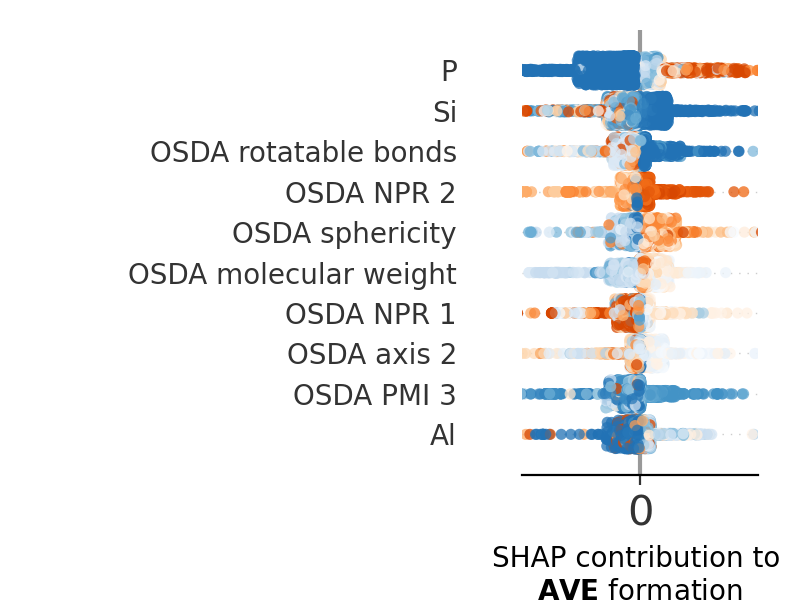 P
Si
OSDA rotatable bonds
OSDA NPR 2
OSDA sphericity
OSDA molecular weight
OSDA NPR 1
OSDA axis 2
OSDA PMI 3
Al
0
SHAP contribution to
AVE formation